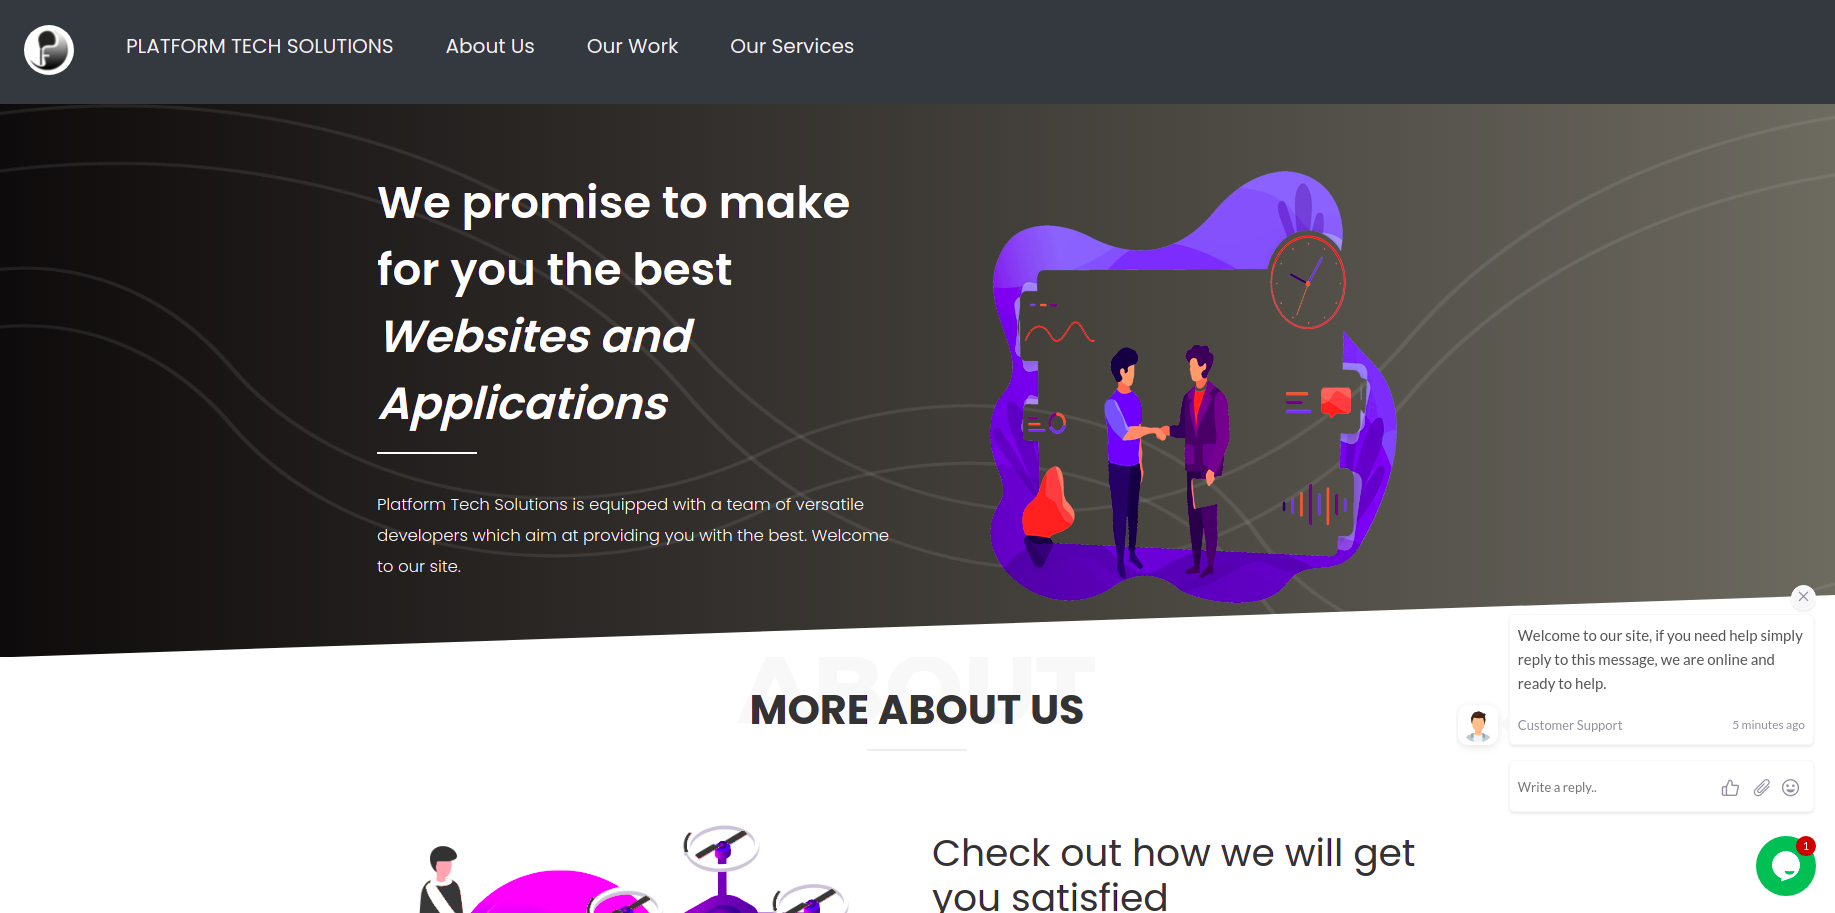 PLATFORM TECH SOLUTIONS About Us Our Work Our Services
We promise to make
for you the best
Websites and
Applications
Platform Tech Solutions is equipped with a team of versatile
developers which aim at providing you with the best. Welcome
to our site.
ABOUT
MORE ABOUT US
Check out how we will get
you satisfied
Welcome to our site, if you need help simply
reply to this message, we are online and
ready to help.
Customer Support 5 minutes ago
Write a reply..
1